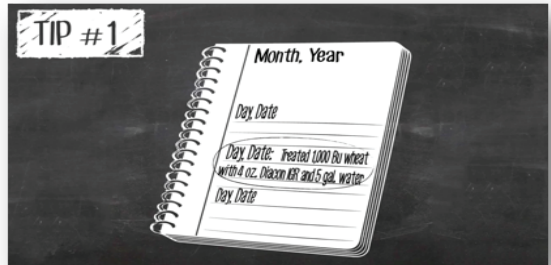 TIP #1
Month, Year
Day, Date
Day, Date: Treated 1,000 Bu wheat
with 4 oz. Diacon IGR and 5 gal. water
Day, Date